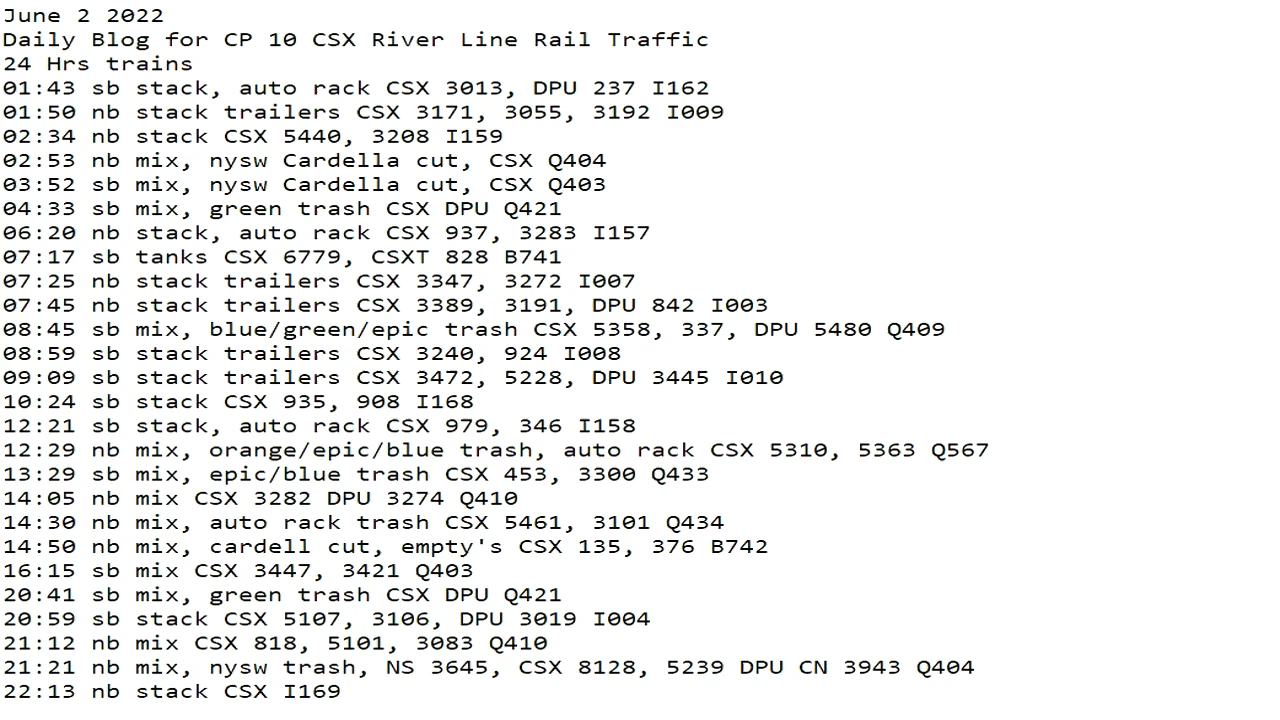 June 2 2022
Daily Blog for CP 10 CSX River Line Rail Traffic
24 Hrs trains
01:43 sb stack, auto rack CSX 3013, DPU 237 I162
01:50 nb stack trailers CSX 3171, 3055, 3192 I009
02:34 nb stack CSX 5440, 3208 I159
02:53 nb mix, nysw Cardella cut, CSX Q404
03:52 sb mix, nysw Cardella cut, CSX Q403
04:33 sb mix, green trash CSX DPU Q421
06:20 nb stack, auto rack CSX 937, 3283 I157
07:17 sb tanks CSX 6779, CSXT 828 B741
07:25 nb stack trailers CSX 3347, 3272 I007
07:45 nb stack trailers CSX 3389, 3191, DPU 842 I003
08:45 sb mix, blue/green/epic trash CSX 5358, 337, DPU 5480 Q409
08:59 sb stack trailers CSX 3240, 924 I008
09:09 sb stack trailers CSX 3472, 5228, DPU 3445 I010
10:24 sb stack CSX 935, 908 I168
12:21 sb stack, auto rack CSX 979, 346 I158
12:29 nb mix, orange/epic/blue trash, auto rack CSX 5310, 5363 Q567
13:29 sb mix, epic/blue trash CSX 453, 3300 Q433
14:05 nb mix CSX 3282 DPU 3274 Q410
14:30 nb mix, auto rack trash CSX 5461, 3101 Q434
14:50 nb mix, cardell cut, empty's CSX 135, 376 B742
16:15 sb mix CSX 3447, 3421 Q403
20:41 sb mix, green trash CSX DPU Q421
20:59 sb stack CSX 5107, 3106, DPU 3019 I004
21:12 nb mix CSX 818, 5101, 3083 Q410
21:21 nb mix, nysw trash, NS 3645, CSX 8128, 5239 DPU CN 3943 Q404
22:13 nb stack CSX I169